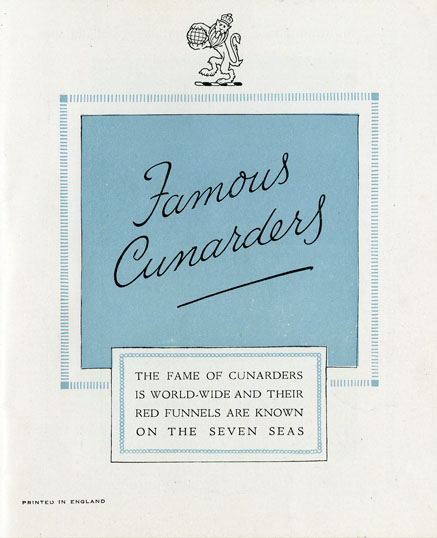 Famous
Cunarders
THE FAME OF CUNARDERS
IS WORLD-WIDE AND THEIR
RED FUNNELS ARE KNOWN
ON THE SEVEN SEAS
PRINTED IN ENGLAND